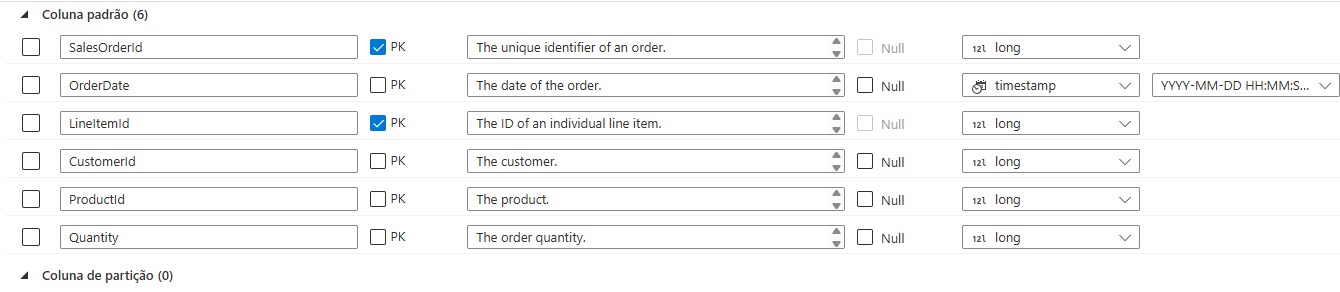 Coluna padrão (6)
SalesOrderId PK The unique identifier of an order. Null 12l long
OrderDate PK The date of the order. Null timestamp YYYY-MM-DD HH:MM:S...
LineItemId PK The ID of an individual line item. Null 12l long
CustomerId PK The customer. Null 12l long
ProductId PK The product. Null 12l long
Quantity PK The order quantity. Null 12l long
Coluna de partição (0)